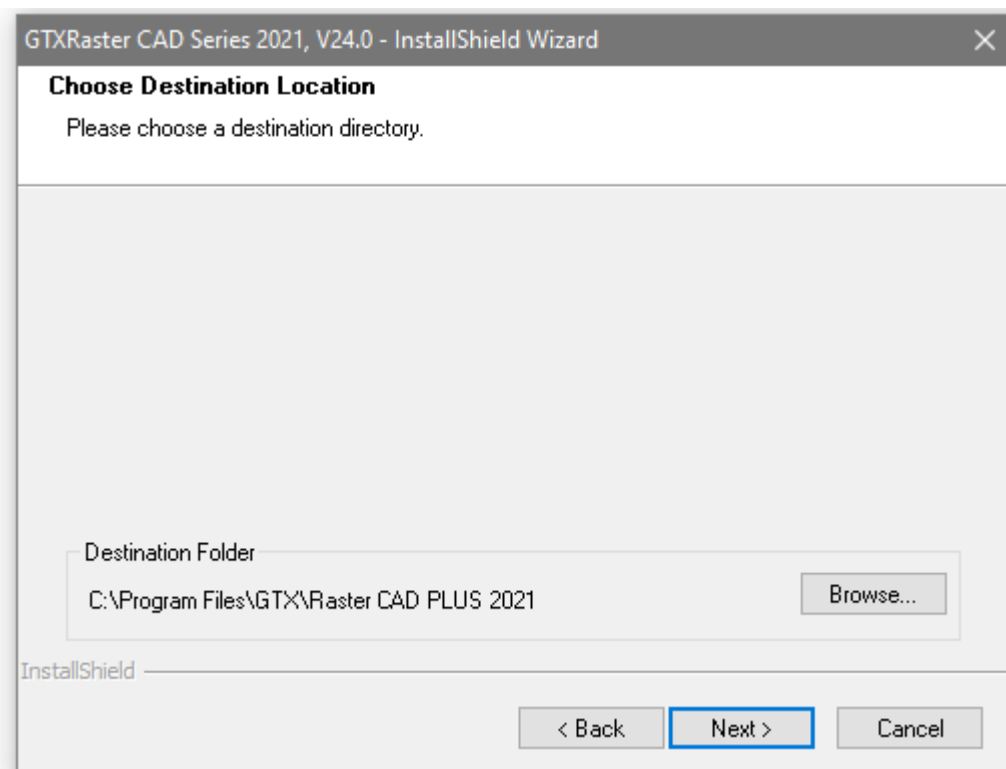 GTXRaster CAD Series 2021, V24.0 - InstallShield Wizard
Choose Destination Location
Please choose a destination directory.
Destination Folder
C:\Program Files\GTX\Raster CAD PLUS 2021
Browse...
InstallShield
< Back
Next >
Cancel